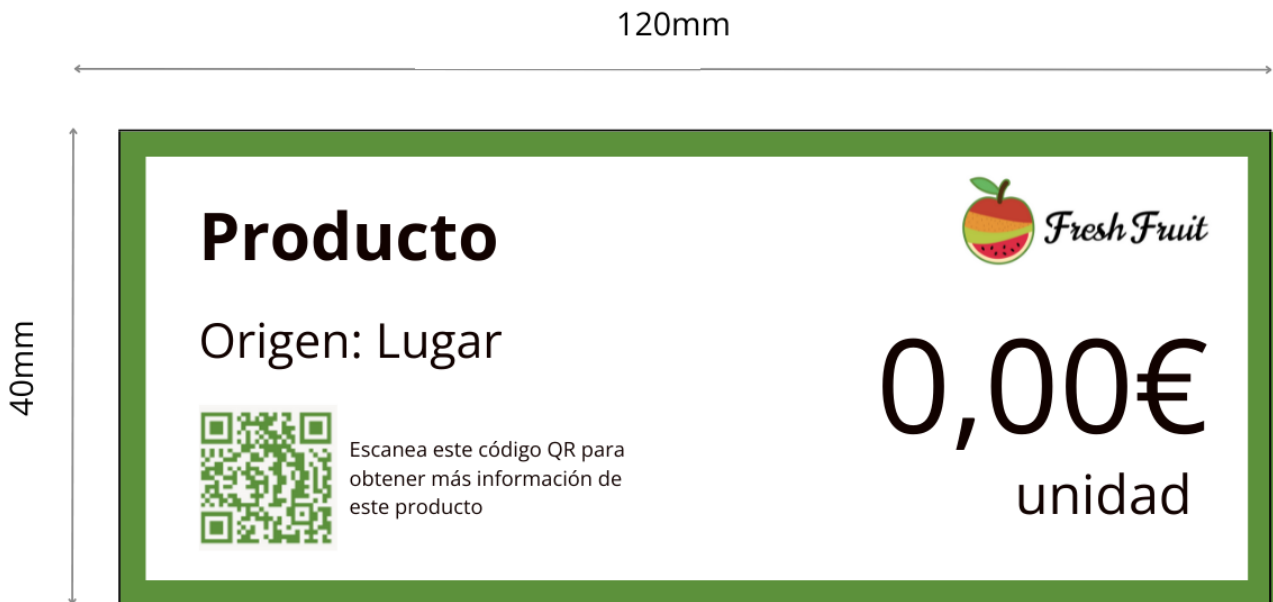 120mm
40mm
Producto
Fresh Fruit
Origen: Lugar
0,00€
unidad
Escanea este código QR para
obtener más información de
este producto